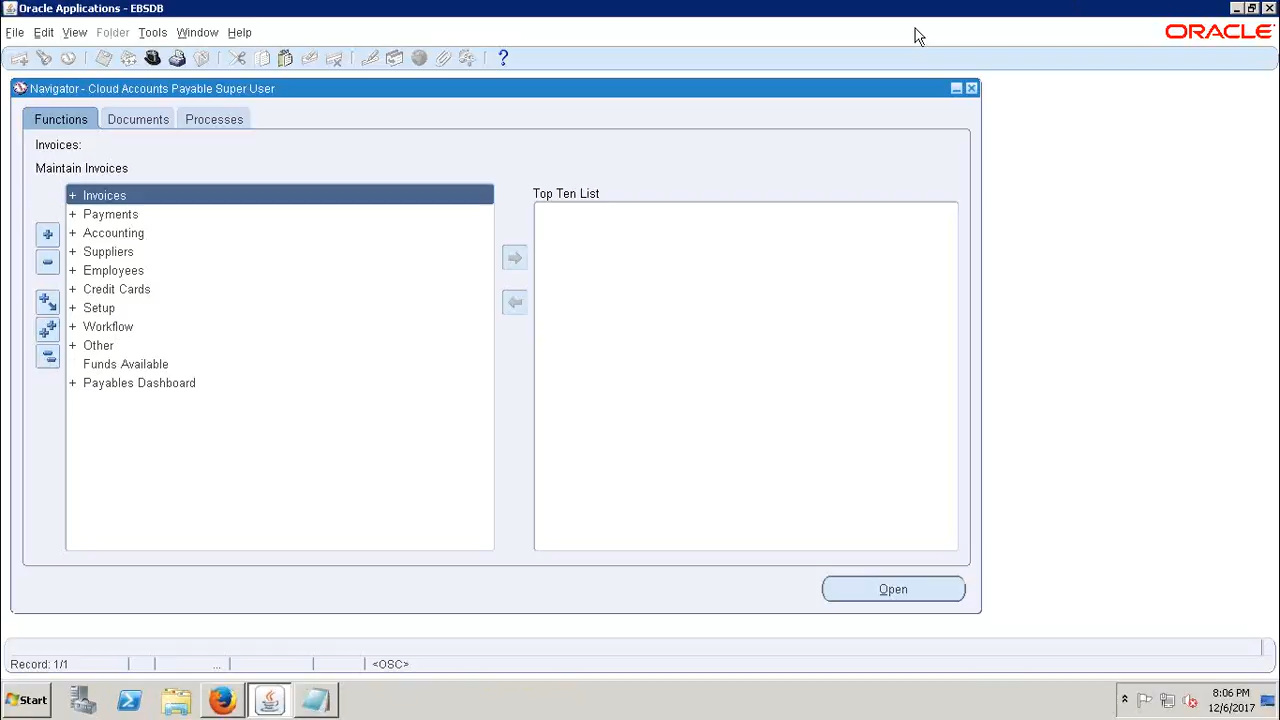 Oracle Applications - EBSDB
File Edit View Folder Tools Window Help
ORACLE
Navigator - Cloud Accounts Payable Super User
Functions Documents Processes
Invoices:
Maintain Invoices
+ Invoices
Top Ten List
+ Payments
+ Accounting
+ Suppliers
+ Employees
+ Credit Cards
+ Setup
+ Workflow
+ Other
Funds Available
+ Payables Dashboard
Open
Record: 1/1 ... <OSC>
Start
8:06 PM
12/6/2017